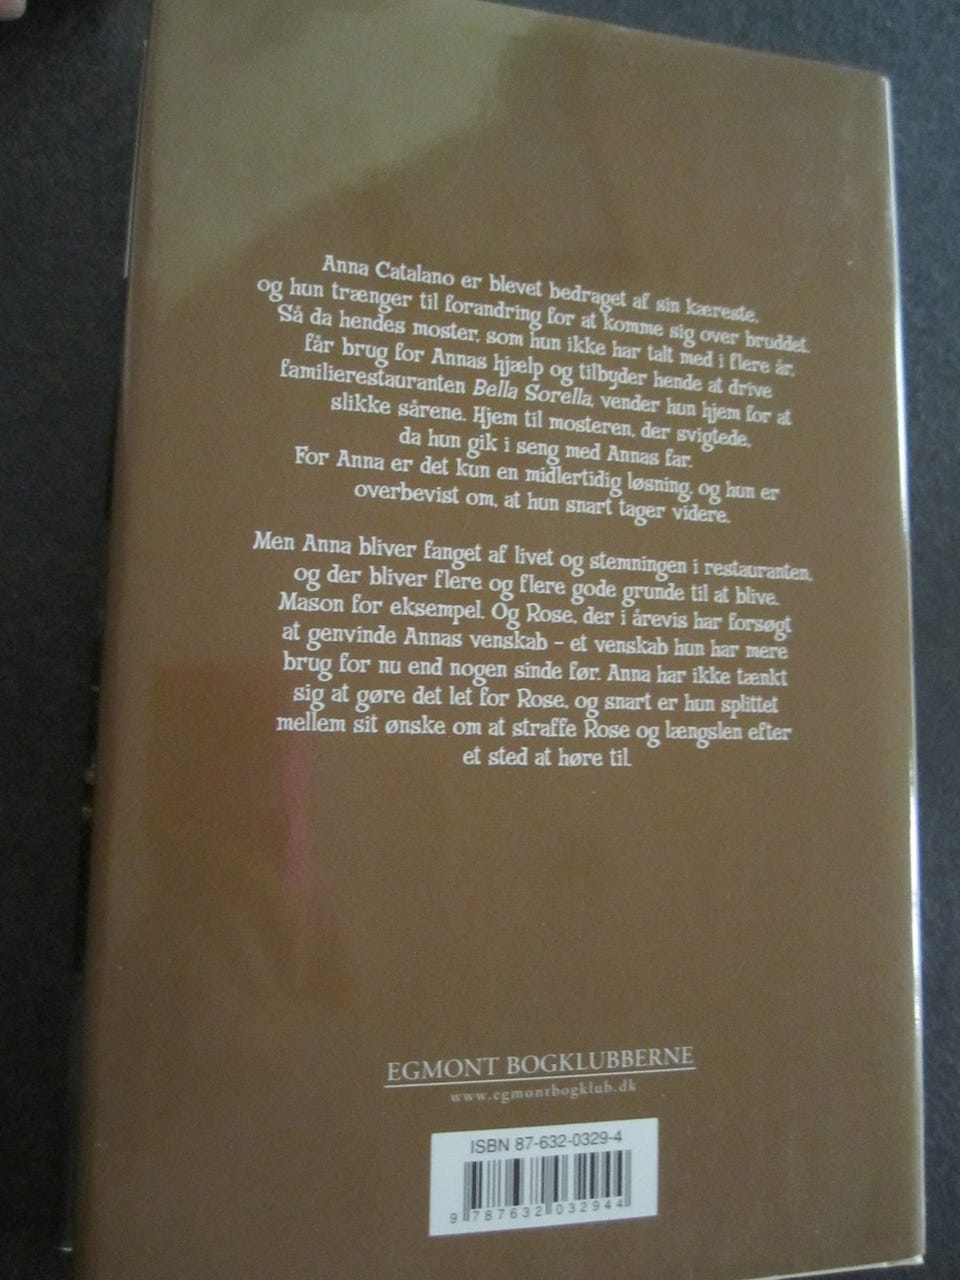 Anna Catalano er blevet bedraget af sin kæreste,
og hun trænger til forandring for at komme sig over bruddet.
Så da hendes moster, som hun ikke har talt med i flere år,
får brug for Annas hjælp og tilbyder hende at drive
familierestauranten Bella Sorella, vender hun hjem for at
slikke sårene. Hjem til mosteren, der svigtede,
da hun gik i seng med Annas far.
For Anna er det kun en midlertidig løsning, og hun er
overbevist om, at hun snart tager videre.
Men Anna bliver fanget af livet og stemningen i restauranten,
og der bliver flere og flere gode grunde til at blive.
Mason for eksempel. Og Rose, der i årevis har forsøgt
at genvinde Annas venskab – et venskab hun har mere
brug for nu end nogen sinde før. Anna har ikke tænkt
sig at gøre det let for Rose, og snart er hun splittet
mellem sit ønske om at straffe Rose og længslen efter
et sted at høre til.
EGMONT BOGKLUBBERNE
www.egmontbogklub.dk
ISBN 87-632-0329-4
9 788763 203294